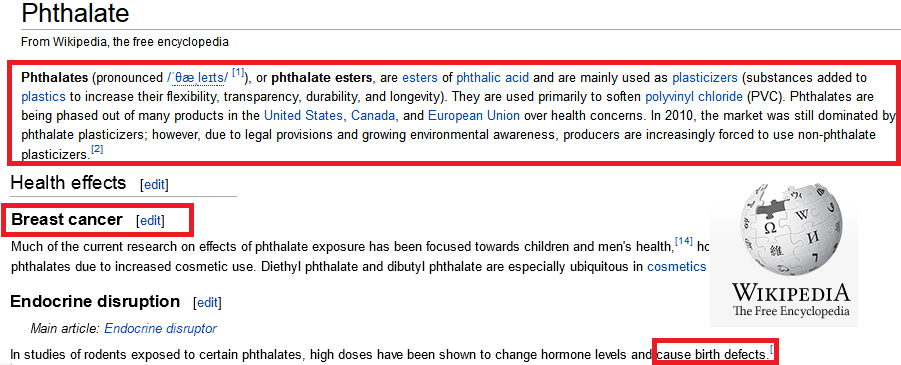 Phthalate
From Wikipedia, the free encyclopedia
Phthalates (pronounced /ˈθæˌleɪts/ [1]), or phthalate esters, are esters of phthalic acid and are mainly used as plasticizers (substances added to
plastics to increase their flexibility, transparency, durability, and longevity). They are used primarily to soften polyvinyl chloride (PVC). Phthalates are
being phased out of many products in the United States, Canada, and European Union over health concerns. In 2010, the market was still dominated by
phthalate plasticizers; however, due to legal provisions and growing environmental awareness, producers are increasingly forced to use non-phthalate
plasticizers.[2]
Health effects [edit]
Breast cancer [edit]
Much of the current research on effects of phthalate exposure has been focused towards children and men's health,[14]
phthalates due to increased cosmetic use. Diethyl phthalate and dibutyl phthalate are especially ubiquitous in cosmetics
Endocrine disruption [edit]
Main article: Endocrine disruptor
In studies of rodents exposed to certain phthalates, high doses have been shown to change hormone levels and cause birth defects.[
Ω W И 維
WIKIPEDIA
The Free Encyclopedia